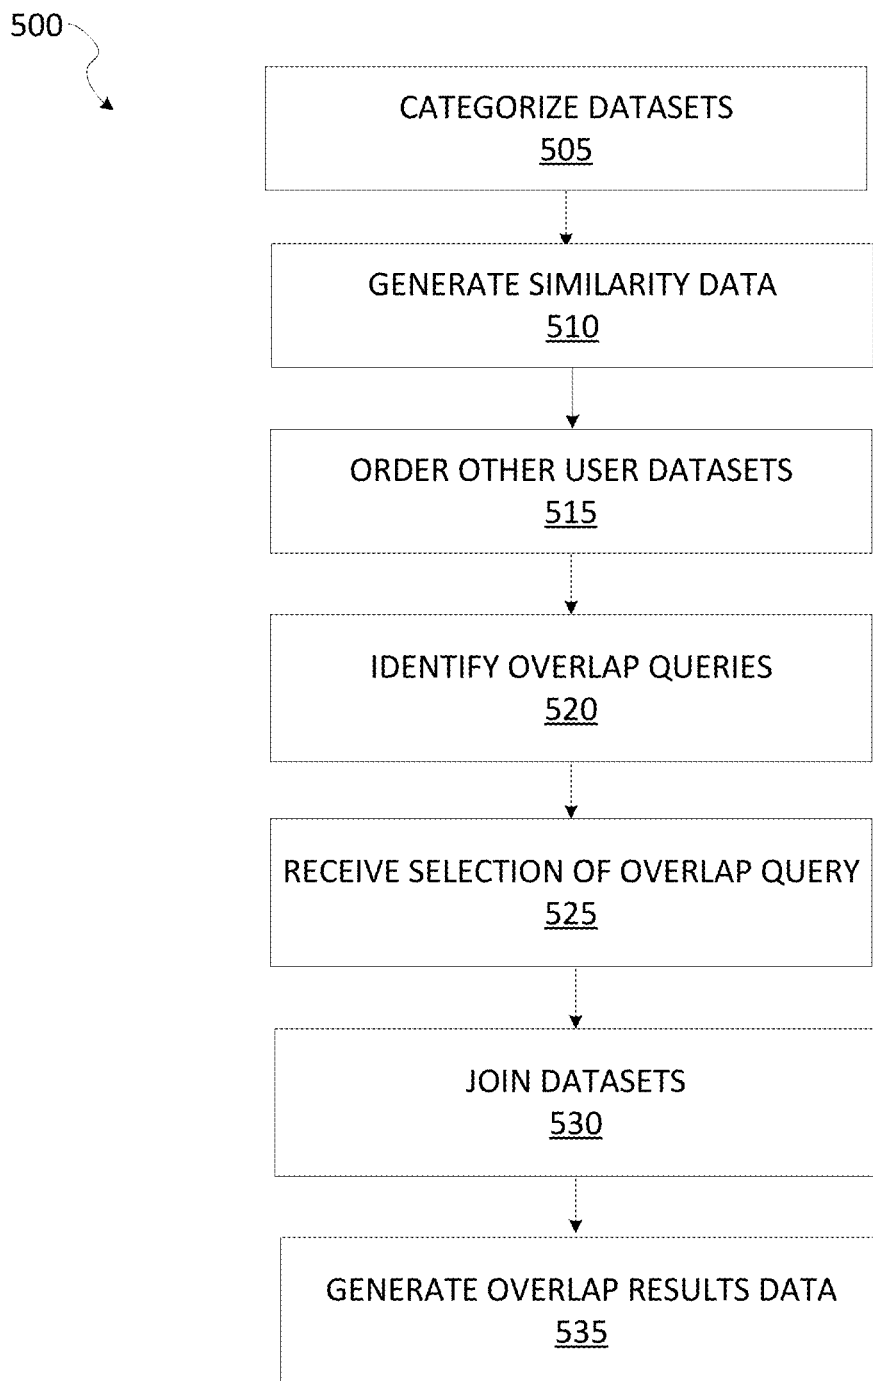 500
CATEGORIZE DATASETS
505
GENERATE SIMILARITY DATA
510
ORDER OTHER USER DATASETS
515
IDENTIFY OVERLAP QUERIES
520
RECEIVE SELECTION OF OVERLAP QUERY
525
JOIN DATASETS
530
GENERATE OVERLAP RESULTS DATA
535